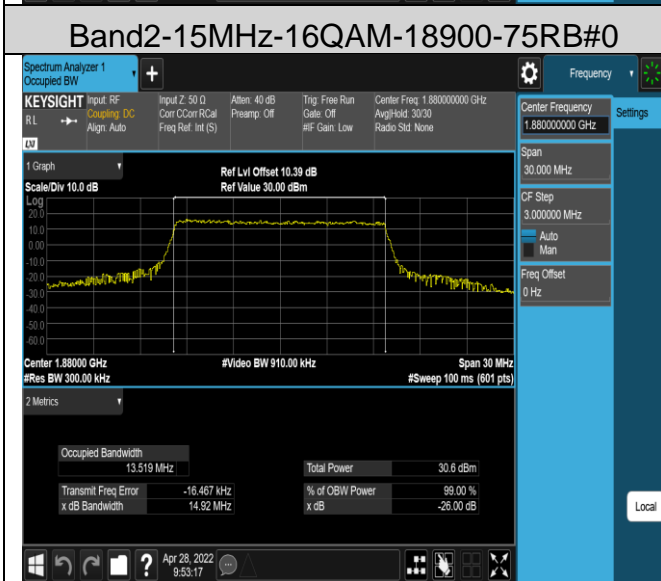 Band2-15MHz-16QAM-18900-75RB#0
Spectrum Analyzer 1
Occupied BW
+
Frequency
KEYSIGHT
RL
Input: RF
Coupling: DC
Align: Auto
Input Z: 50 Ω
Corr CCorr RCal
Freq Ref: Int (S)
Atten: 40 dB
Preamp: Off
Trig: Free Run
Gate: Off
#IF Gain: Low
Center Freq: 1.880000000 GHz
Avg|Hold: 30/30
Radio Std: None
Center Frequency
1.880000000 GHz
Settings
Span
30.000 MHz
CF Step
3.000000 MHz
Auto
Man
Freq Offset
0 Hz
1 Graph
Scale/Div 10.0 dB
Ref Lvl Offset 10.39 dB
Ref Value 30.00 dBm
Log
20.0
10.0
0.00
-10.0
-20.0
-30.0
-40.0
-50.0
-60.0
Center 1.88000 GHz
#Video BW 910.00 kHz
Span 30 MHz
#Res BW 300.00 kHz
#Sweep 100 ms (601 pts)
2 Metrics
Occupied Bandwidth
13.519 MHz
Total Power 30.6 dBm
Transmit Freq Error -16.467 kHz
% of OBW Power 99.00 %
x dB Bandwidth 14.92 MHz
x dB -26.00 dB
Local
?
Apr 28, 2022
9:53:17